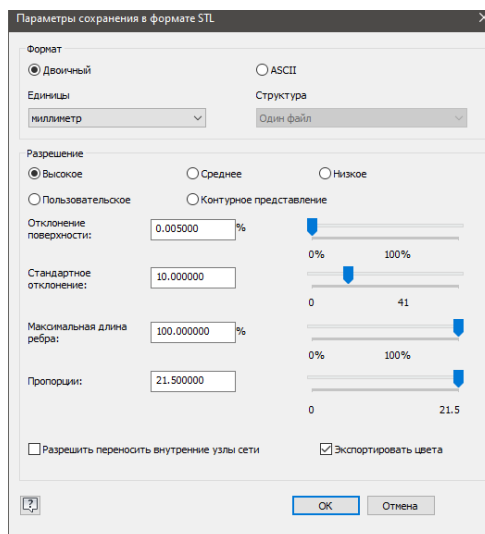 Параметры сохранения в формате STL
Формат
Двоичный
ASCII
Единицы
Структура
миллиметр
Один файл
Разрешение
Высокое
Среднее
Низкое
Пользовательское
Контурное представление
Отклонение
поверхности:
0.005000
%
0%
100%
Стандартное
отклонение:
10.000000
0
41
Максимальная длина
ребра:
100.000000
%
0%
100%
Пропорции:
21.500000
0
21.5
Разрешить переносить внутренние узлы сети
Экспортировать цвета
?
OK
Отмена